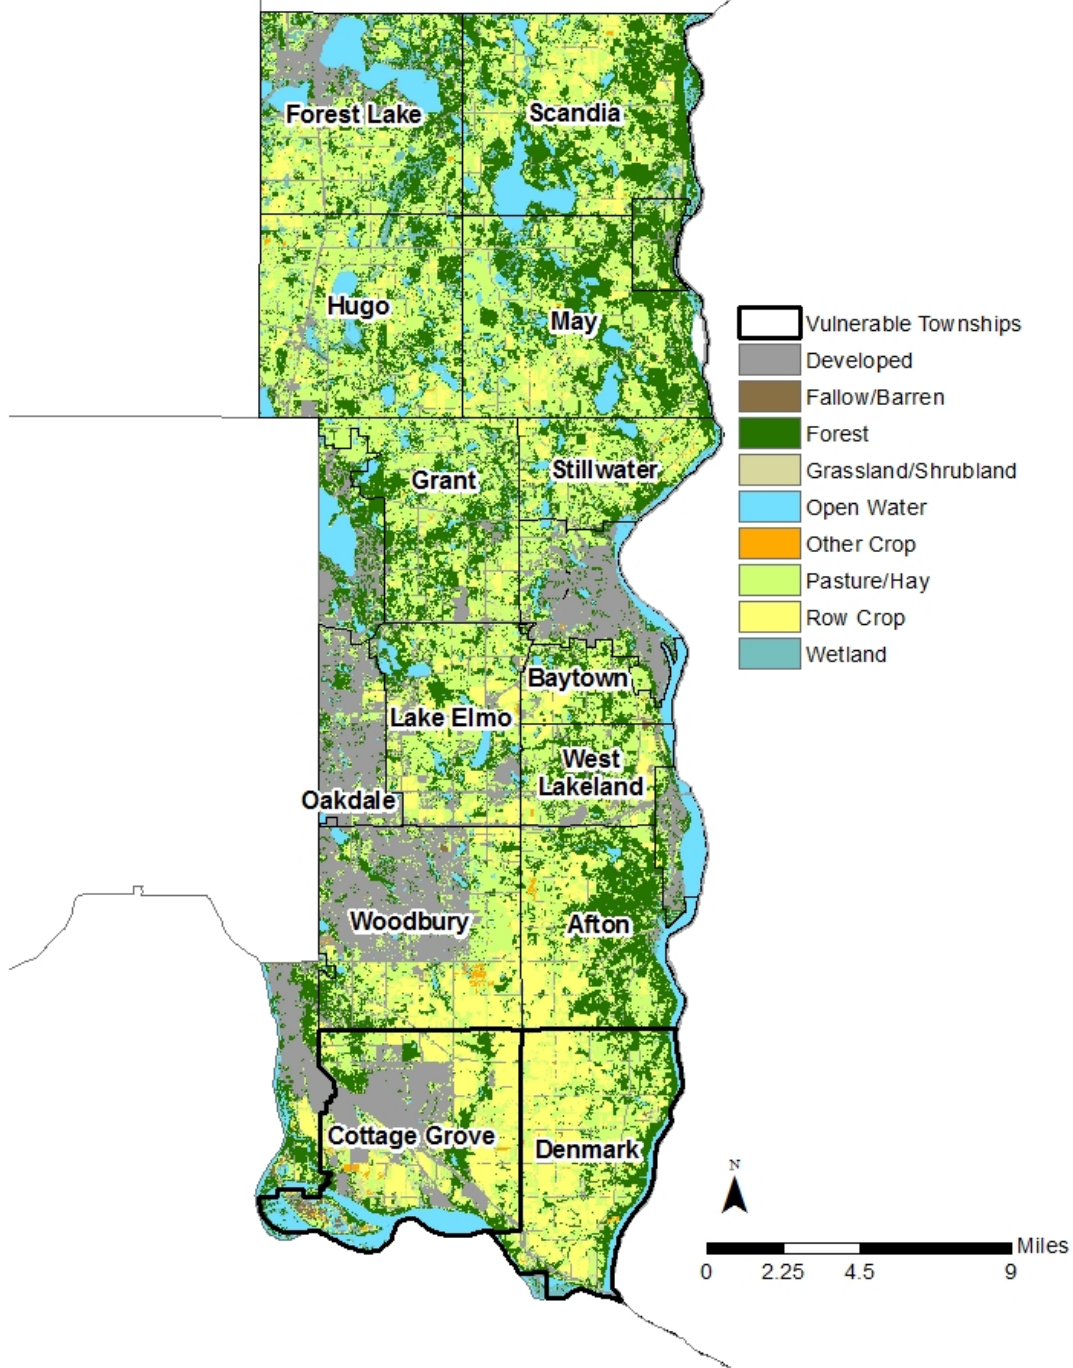 Forest Lake
Scandia
Hugo
May
Grant
Stillwater
Baytown
Lake Elmo
West
Lakeland
Oakdale
Woodbury
Afton
Cottage Grove
Denmark
Vulnerable Townships
Developed
Fallow/Barren
Forest
Grassland/Shrubland
Open Water
Other Crop
Pasture/Hay
Row Crop
Wetland
N
Miles
0 2.25 4.5 9